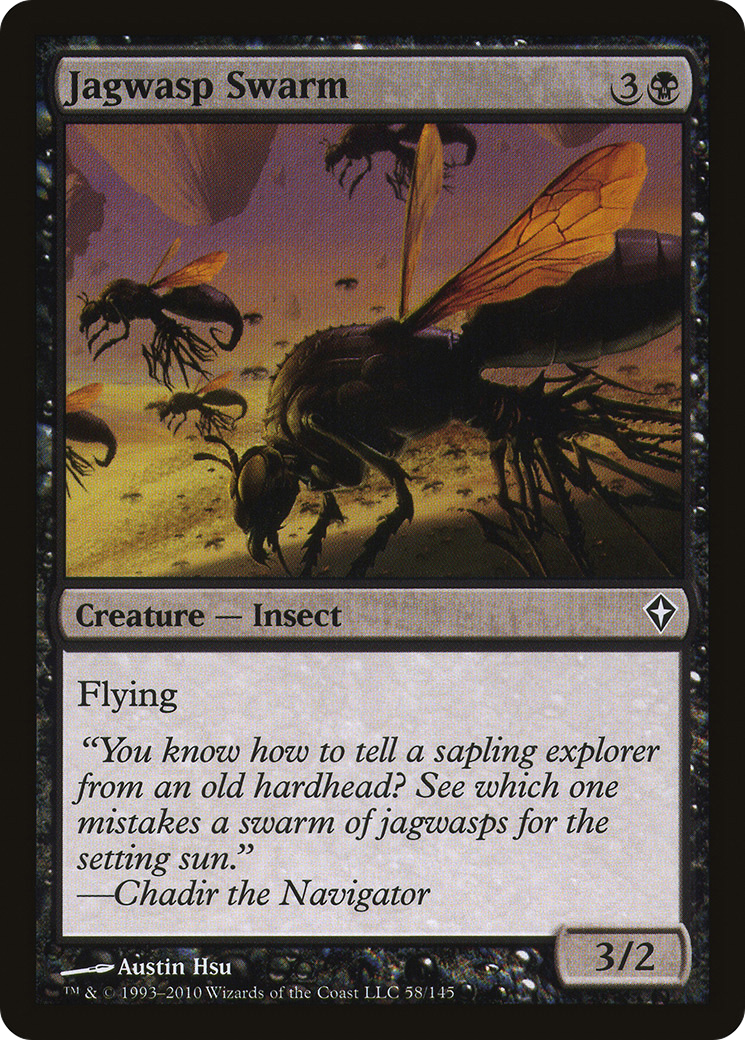 Jagwasp Swarm 3
Creature — Insect
Flying
“You know how to tell a sapling explorer
from an old hardhead? See which one
mistakes a swarm of jagwasps for the
setting sun.”
—Chadir the Navigator
3/2
Austin Hsu
™ & © 1993–2010 Wizards of the Coast LLC 58/145